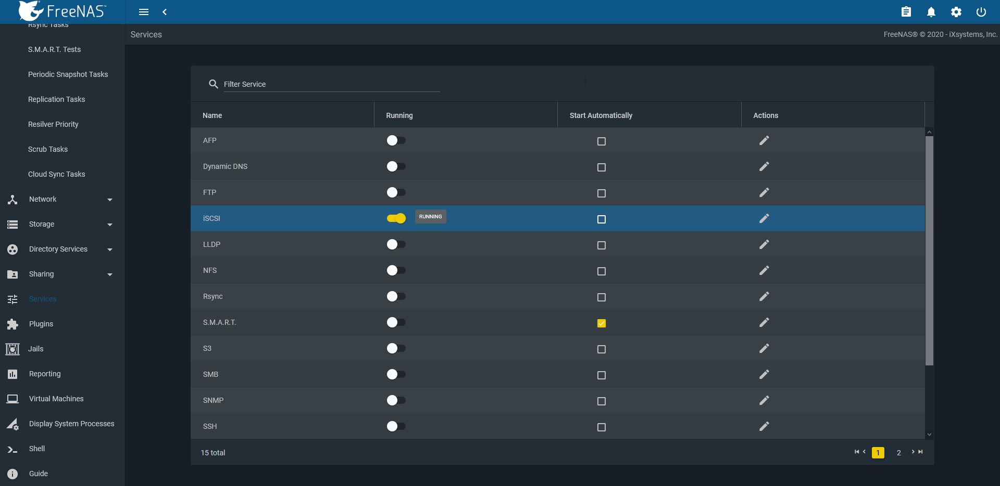 FreeNAS™
Rsync Tasks
S.M.A.R.T. Tests
Periodic Snapshot Tasks
Replication Tasks
Resilver Priority
Scrub Tasks
Cloud Sync Tasks
Network
Storage
Directory Services
Sharing
Services
Plugins
Jails
Reporting
Virtual Machines
Display System Processes
Shell
Guide
Services
FreeNAS® © 2020 - iXsystems, Inc.
Filter Service
Name Running Start Automatically Actions
AFP
Dynamic DNS
FTP
iSCSI RUNNING
LLDP
NFS
Rsync
S.M.A.R.T.
S3
SMB
SNMP
SSH
15 total 1 2